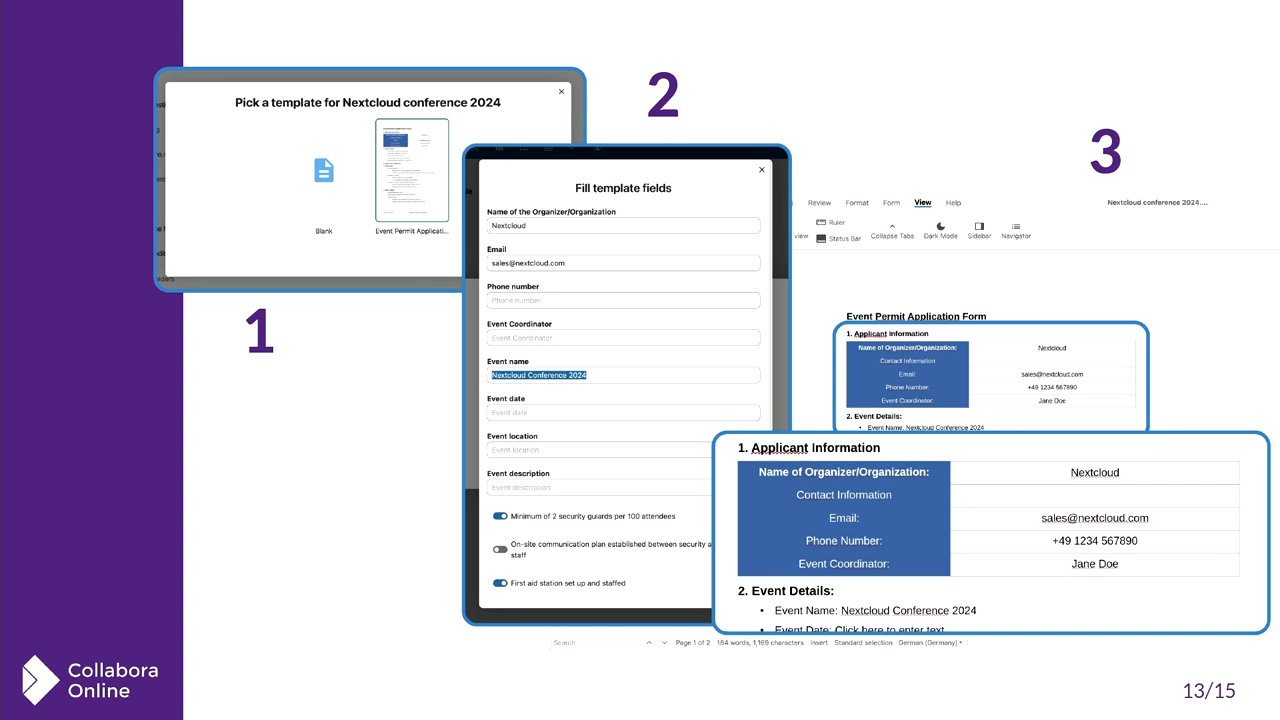 Pick a template for Nextcloud conference 2024
Blank
Event Permit Applicati...
1
2
Fill template fields
Name of the Organizer/Organization
Nextcloud
Email
sales@nextcloud.com
Phone number
Phone number
Event Coordinator
Event Coordinator
Event name
Nextcloud Conference 2024
Event date
Event date
Event location
Event location
Event description
Event description
Minimum of 2 security guards per 100 attendees
On-site communication plan established between security a
staff
First aid station set up and staffed
3
Review Format Form View Help
Nextcloud conference 2024....
view
Ruler
Status Bar
Collapse Tabs
Dark Mode
Sidebar
Navigator
Event Permit Application Form
1. Applicant Information
Name of Organizer/Organization: Nextcloud
Contact Information
Email: sales@nextcloud.com
Phone Number: +49 1234 567890
Event Coordinator: Jane Doe
2. Event Details:
• Event Name: Nextcloud Conference 2024
1. Applicant Information
Name of Organizer/Organization: Nextcloud
Contact Information
Email: sales@nextcloud.com
Phone Number: +49 1234 567890
Event Coordinator: Jane Doe
2. Event Details:
• Event Name: Nextcloud Conference 2024
• Event Date: Click here to enter text
Search
Page 1 of 2 184 words, 1,169 characters Insert Standard selection German (Germany)
Collabora
Online
13/15